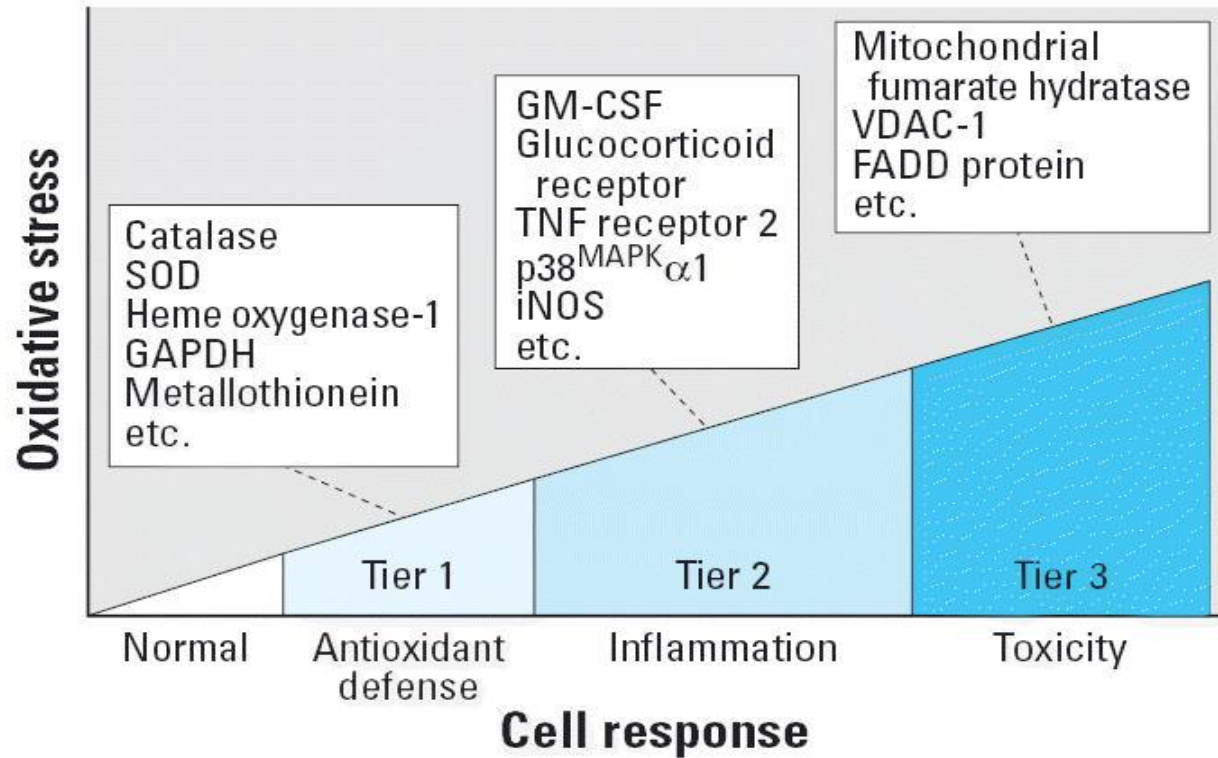 Oxidative stress
Catalase
SOD
Heme oxygenase-1
GAPDH
Metallothionein
etc.
GM-CSF
Glucocorticoid
receptor
TNF receptor 2
p38MAPKα1
iNOS
etc.
Mitochondrial
fumarate hydratase
VDAC-1
FADD protein
etc.
Tier 1
Tier 2
Tier 3
Normal
Antioxidant
defense
Inflammation
Toxicity
Cell response